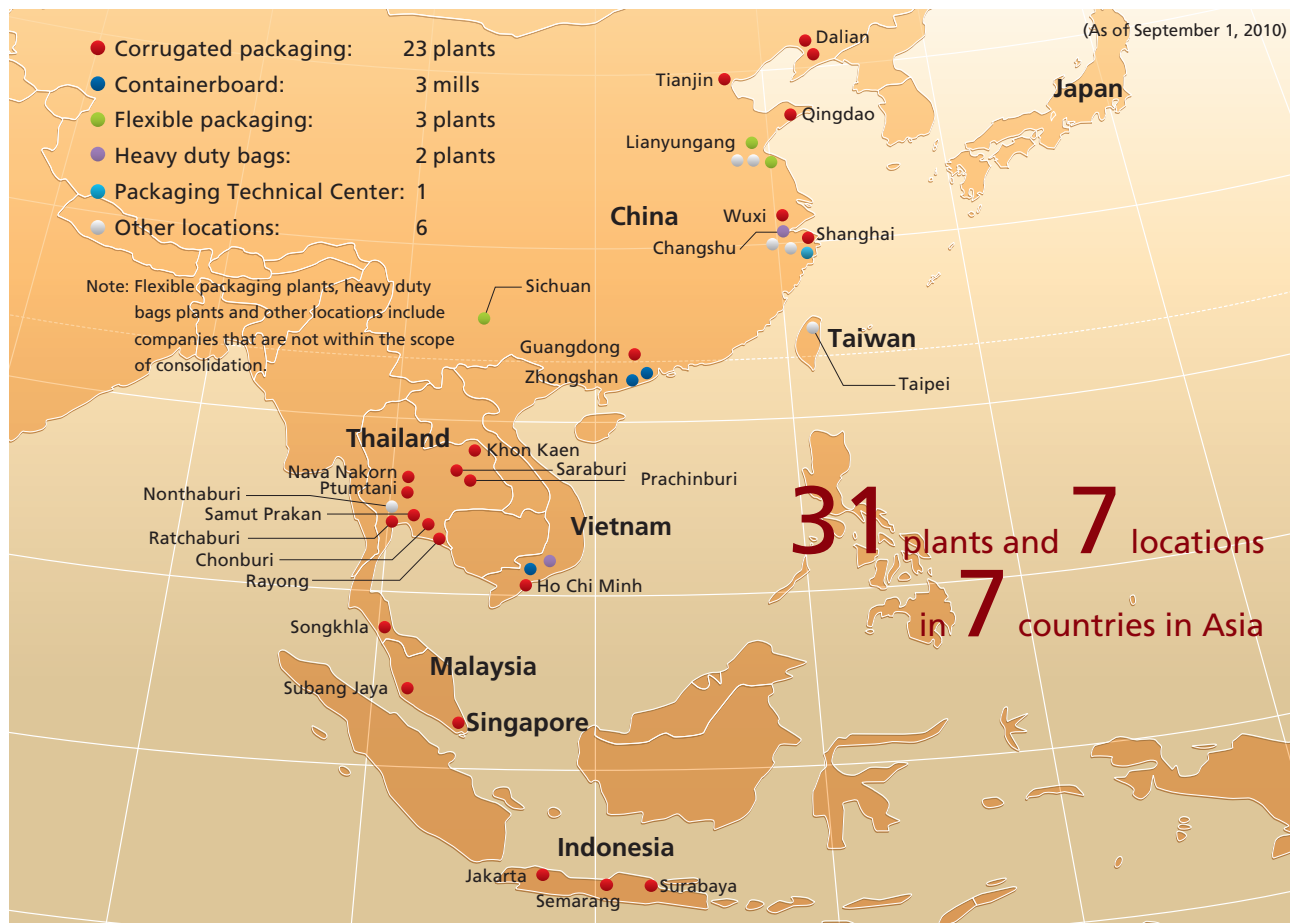 (As of September 1, 2010)
Corrugated packaging: 23 plants
Containerboard: 3 mills
Flexible packaging: 3 plants
Heavy duty bags: 2 plants
Packaging Technical Center: 1
Other locations: 6
Note: Flexible packaging plants, heavy duty
bags plants and other locations include
companies that are not within the scope
of consolidation.
Dalian
Tianjin
Japan
Qingdao
Lianyungang
China
Wuxi
Shanghai
Changshu
Sichuan
Taiwan
Guangdong
Zhongshan
Taipei
Thailand
Khon Kaen
Nava Nakorn
Saraburi
Ptumtani
Prachinburi
Nonthaburi
Samut Prakan
Vietnam
Ratchaburi
Chonburi
Rayong
Ho Chi Minh
31 plants and 7 locations
in 7 countries in Asia
Songkhla
Malaysia
Subang Jaya
Singapore
Indonesia
Jakarta
Semarang
Surabaya